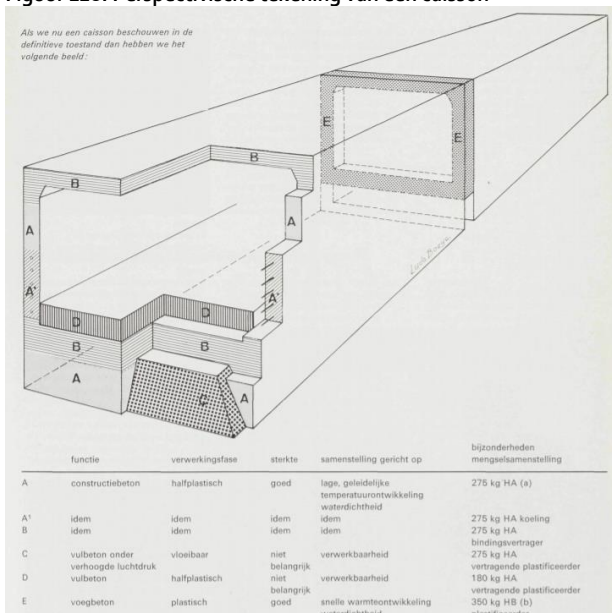 Als we nu een caisson beschouwen in de
definitieve toestand dan hebben we het
volgende beeld:
B
E
E
B
A
A
A'
A'
D
D
B
B
A
C
A
bijzonderheden
functie verwerkingsfase sterkte samenstelling gericht op mengselsamenstelling
A constructiebeton halfplastisch goed lage, geleidelijke 275 kg HA (a)
temperatuurontwikkeling
waterdichtheid
A' idem idem idem idem 275 kg HA koeling
B idem idem idem idem 275 kg HA
bindingsvertrager
C vulbeton onder vloeibaar niet verwerkbaarheid 275 kg HA
verhoogde luchtdruk belangrijk vertragende plastificeerder
D vulbeton halfplastisch niet verwerkbaarheid 180 kg HA
belangrijk vertragende plastificeerder
E voegbeton plastisch goed snelle warmteontwikkeling 350 kg HB (b)